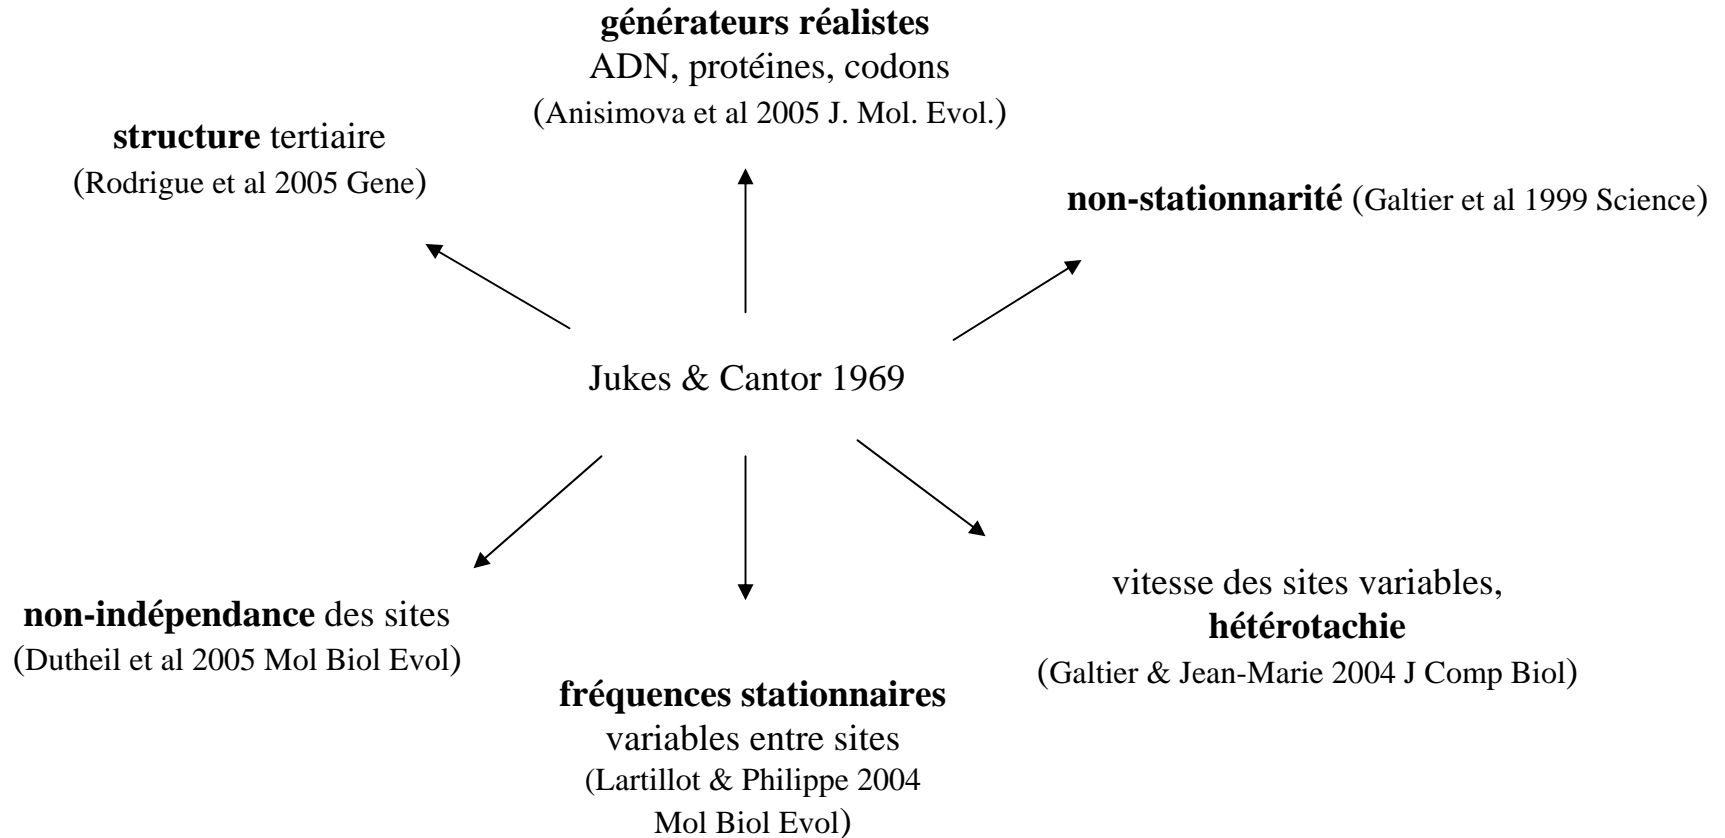 générateurs réalistes
ADN, protéines, codons
(Anisimova et al 2005 J. Mol. Evol.)
structure tertiaire
(Rodrigue et al 2005 Gene)
non-stationnarité (Galtier et al 1999 Science)
Jukes & Cantor 1969
non-indépendance des sites
(Dutheil et al 2005 Mol Biol Evol)
fréquences stationnaires
variables entre sites
(Lartillot & Philippe 2004
Mol Biol Evol)
vitesse des sites variables,
hétérotachie
(Galtier & Jean-Marie 2004 J Comp Biol)